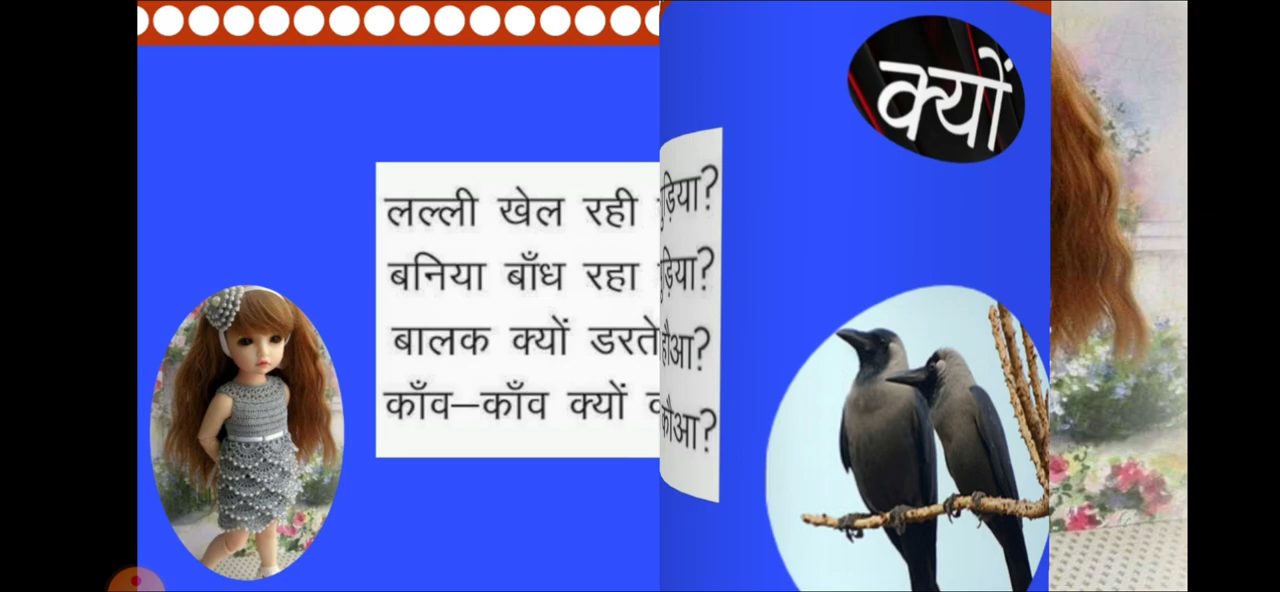 क्यों
लल्ली खेल रही ुड़िया?
बनिया बाँध रहा ुड़िया?
बालक क्यों डरते हौआ?
काँव–काँव क्यों कौआ?